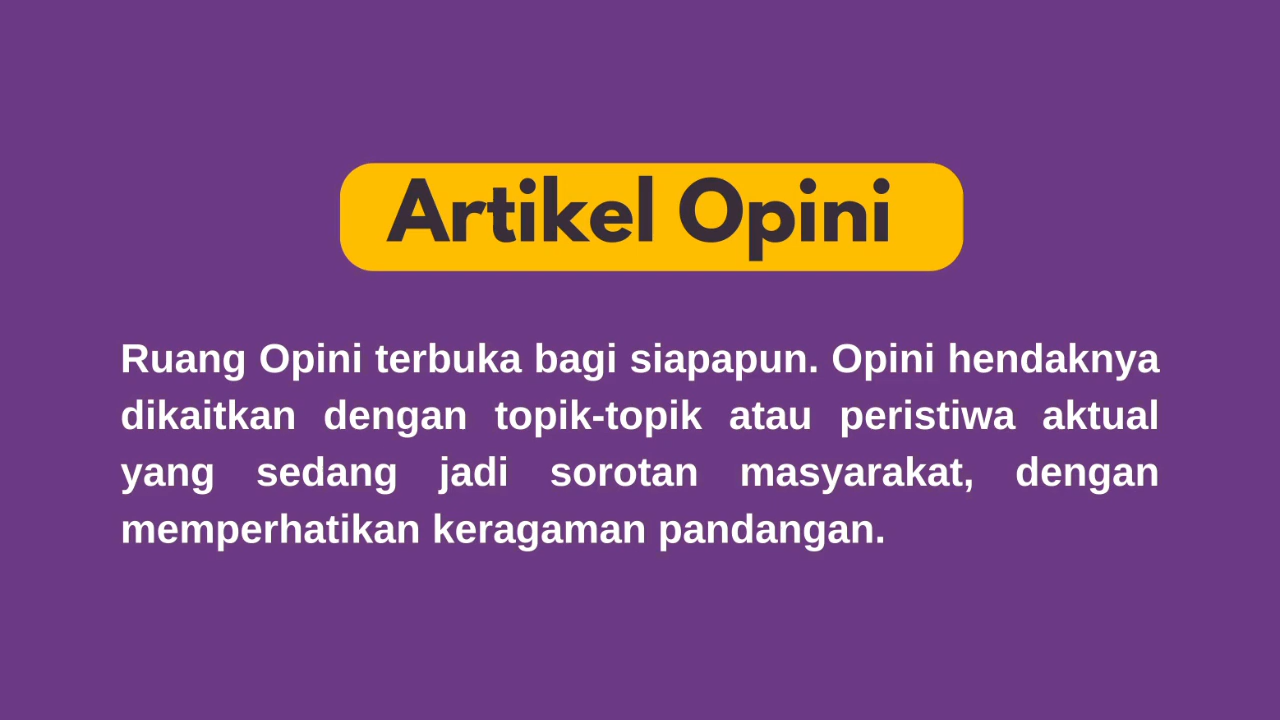 Artikel Opini
Ruang Opini terbuka bagi siapapun. Opini hendaknya
dikaitkan dengan topik-topik atau peristiwa aktual
yang sedang jadi sorotan masyarakat, dengan
memperhatikan keragaman pandangan.